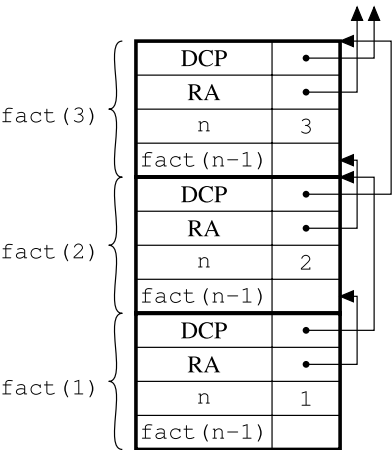 DCP
RA
fact(3)
n 3
fact(n-1)
DCP
RA
fact(2)
n 2
fact(n-1)
DCP
RA
fact(1)
n 1
fact(n-1)